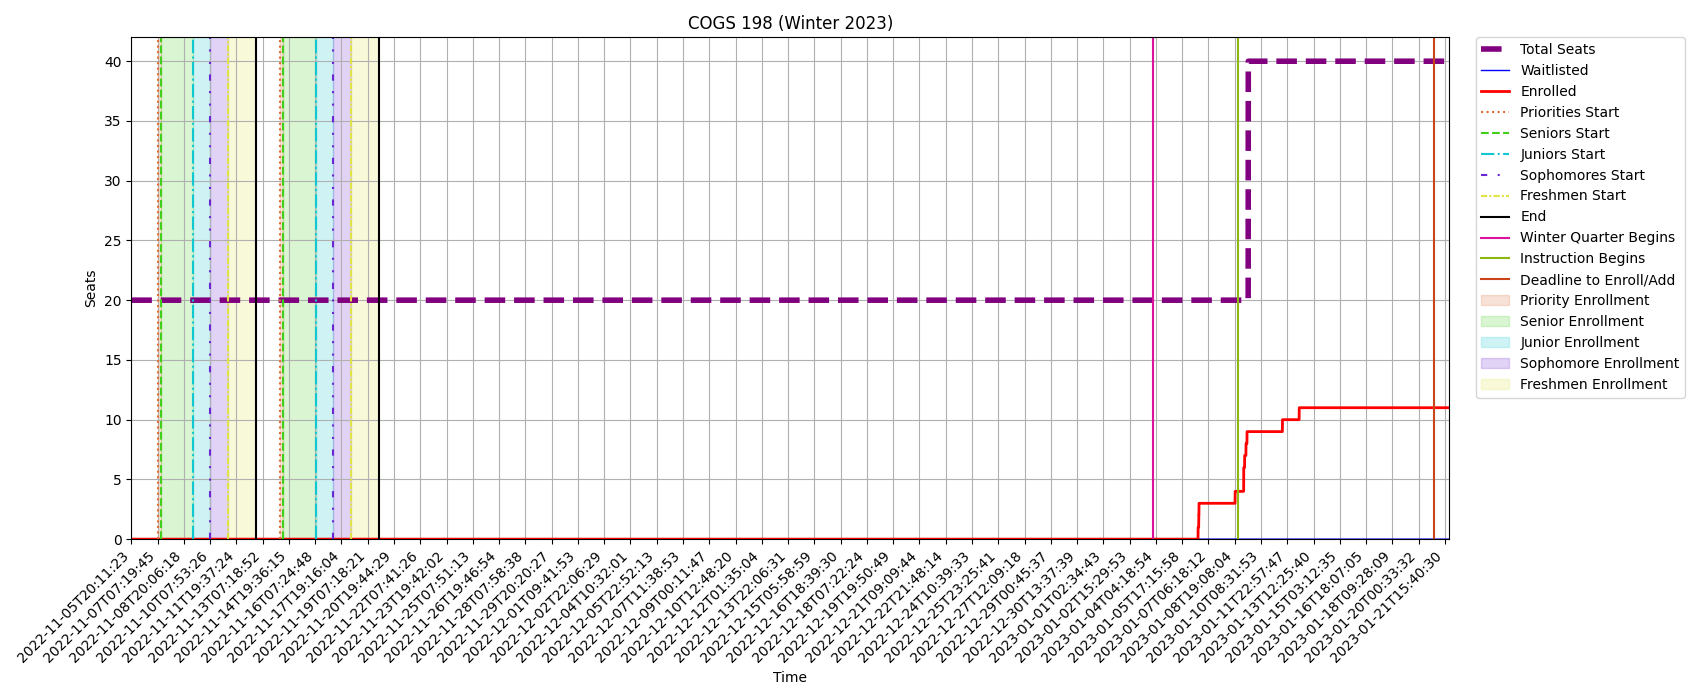 COGS 198 (Winter 2023)
Seats
40
35
30
25
20
15
10
5
0
2022-11-05T20:11:23
2022-11-07T07:19:45
2022-11-08T20:06:18
2022-11-10T07:53:26
2022-11-11T19:37:24
2022-11-13T07:18:52
2022-11-14T19:36:15
2022-11-16T07:24:48
2022-11-17T19:16:04
2022-11-19T07:18:21
2022-11-20T19:44:29
2022-11-22T07:41:26
2022-11-23T19:42:02
2022-11-25T07:51:13
2022-11-26T19:46:54
2022-11-28T07:58:38
2022-11-29T20:20:27
2022-12-01T09:41:53
2022-12-02T22:06:29
2022-12-04T10:32:01
2022-12-05T22:52:13
2022-12-07T11:38:53
2022-12-09T00:11:47
2022-12-10T12:48:20
2022-12-12T01:35:04
2022-12-13T22:06:31
2022-12-15T05:58:59
2022-12-16T18:39:30
2022-12-18T07:22:24
2022-12-19T19:50:49
2022-12-21T09:09:44
2022-12-22T21:48:14
2022-12-24T10:39:33
2022-12-25T23:25:41
2022-12-27T12:09:18
2022-12-29T00:45:37
2022-12-30T13:37:39
2023-01-01T02:34:43
2023-01-02T15:29:53
2023-01-04T04:18:54
2023-01-05T17:15:58
2023-01-07T06:18:12
2023-01-08T19:08:04
2023-01-10T08:31:53
2023-01-11T22:57:47
2023-01-13T12:25:40
2023-01-15T03:12:35
2023-01-16T18:07:05
2023-01-18T09:28:09
2023-01-20T00:33:32
2023-01-21T15:40:30
Time
Total Seats
Waitlisted
Enrolled
Priorities Start
Seniors Start
Juniors Start
Sophomores Start
Freshmen Start
End
Winter Quarter Begins
Instruction Begins
Deadline to Enroll/Add
Priority Enrollment
Senior Enrollment
Junior Enrollment
Sophomore Enrollment
Freshmen Enrollment